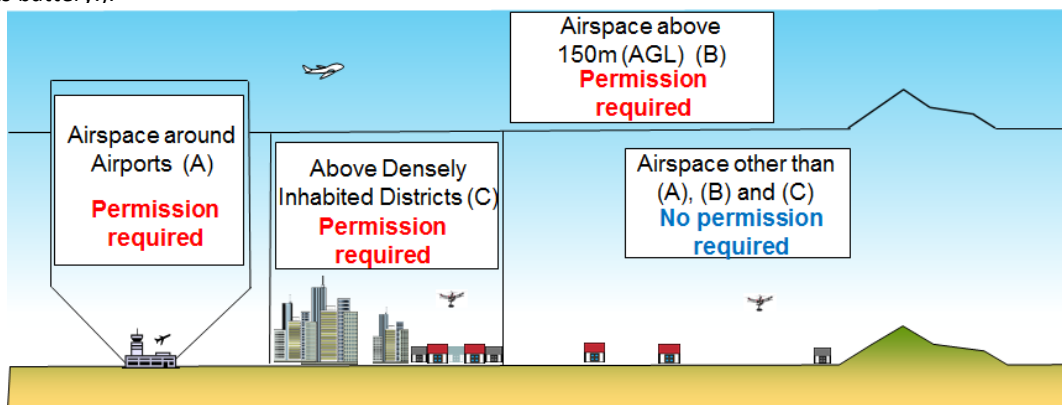 Airspace above
150m (AGL) (B)
Permission
required
Airspace around
Airports (A)
Permission
required
Above Densely
Inhabited Districts (C)
Permission
required
Airspace other than
(A), (B) and (C)
No permission
required